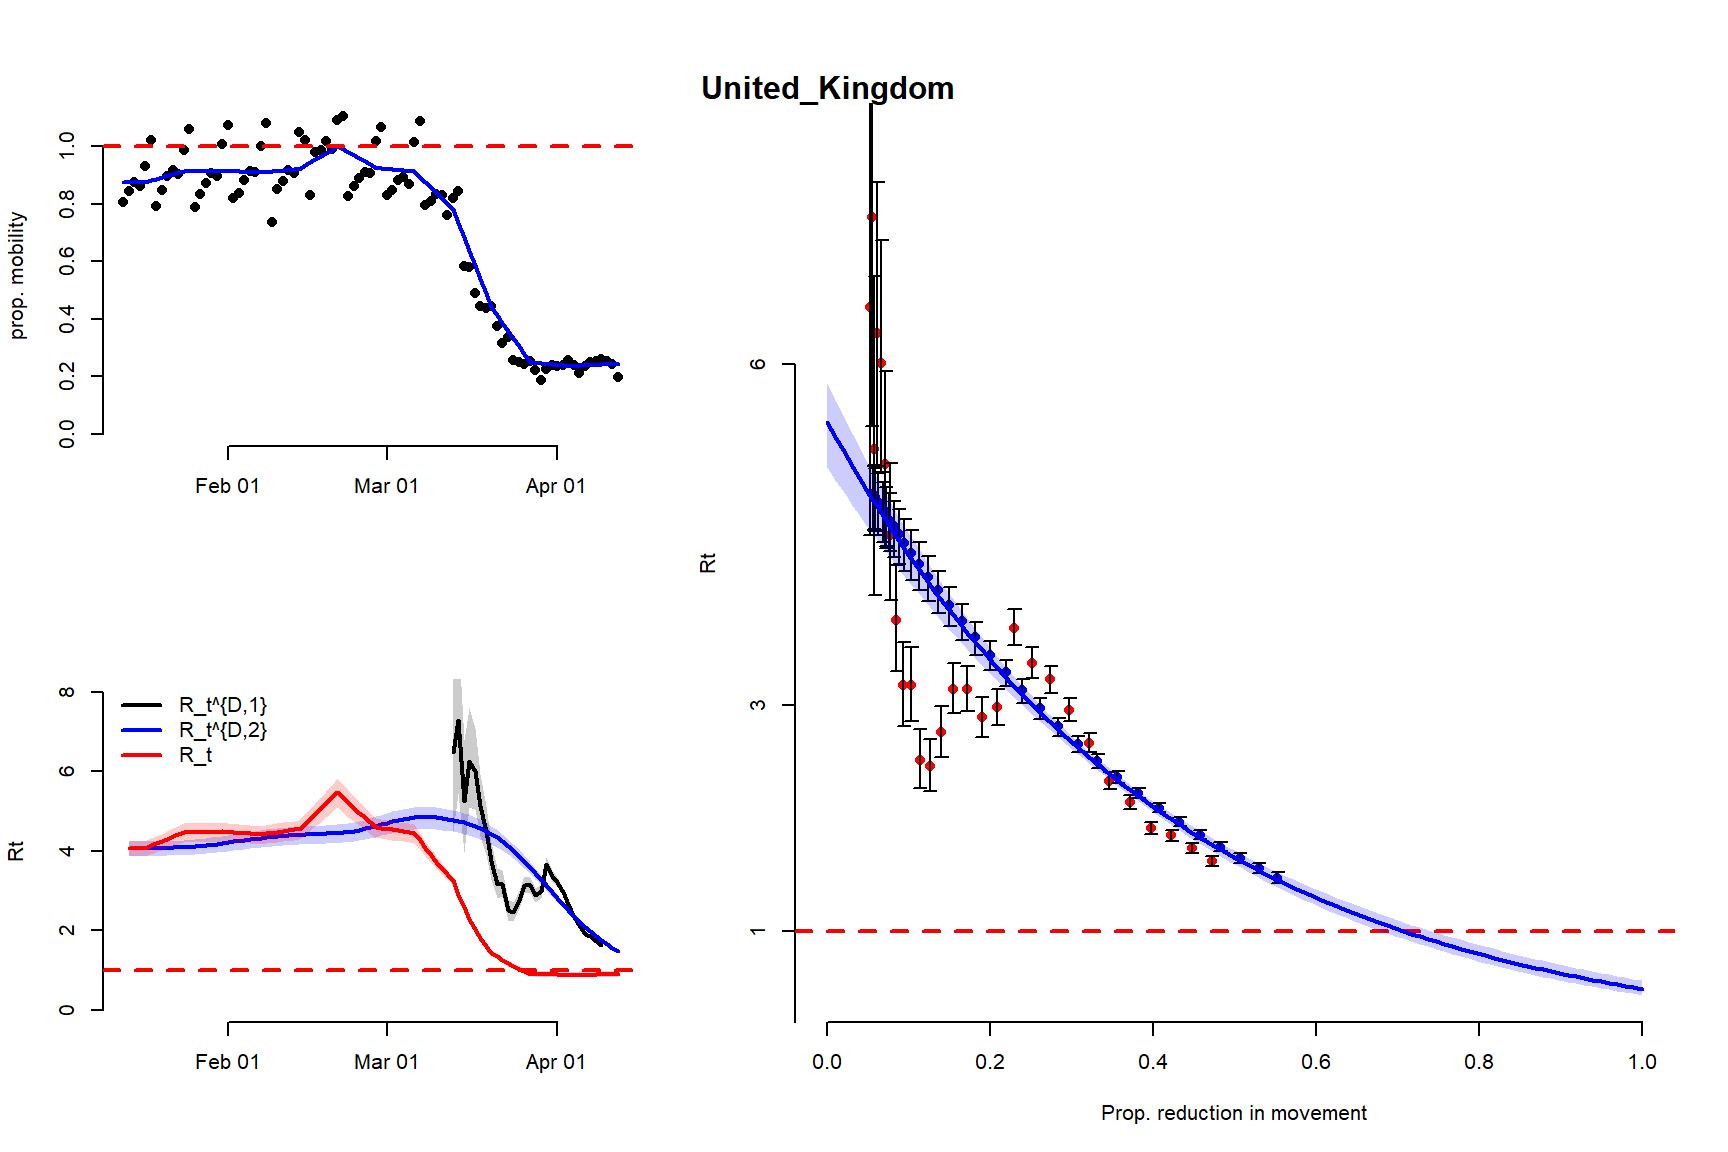 United_Kingdom
prop. mobility
1.0
0.8
0.6
0.4
0.2
0.0
Feb 01 Mar 01 Apr 01
Rt
8
6
4
2
0
R_t^{D,1}
R_t^{D,2}
R_t
Feb 01 Mar 01 Apr 01
Rt
6
3
1
0.0 0.2 0.4 0.6 0.8 1.0
Prop. reduction in movement